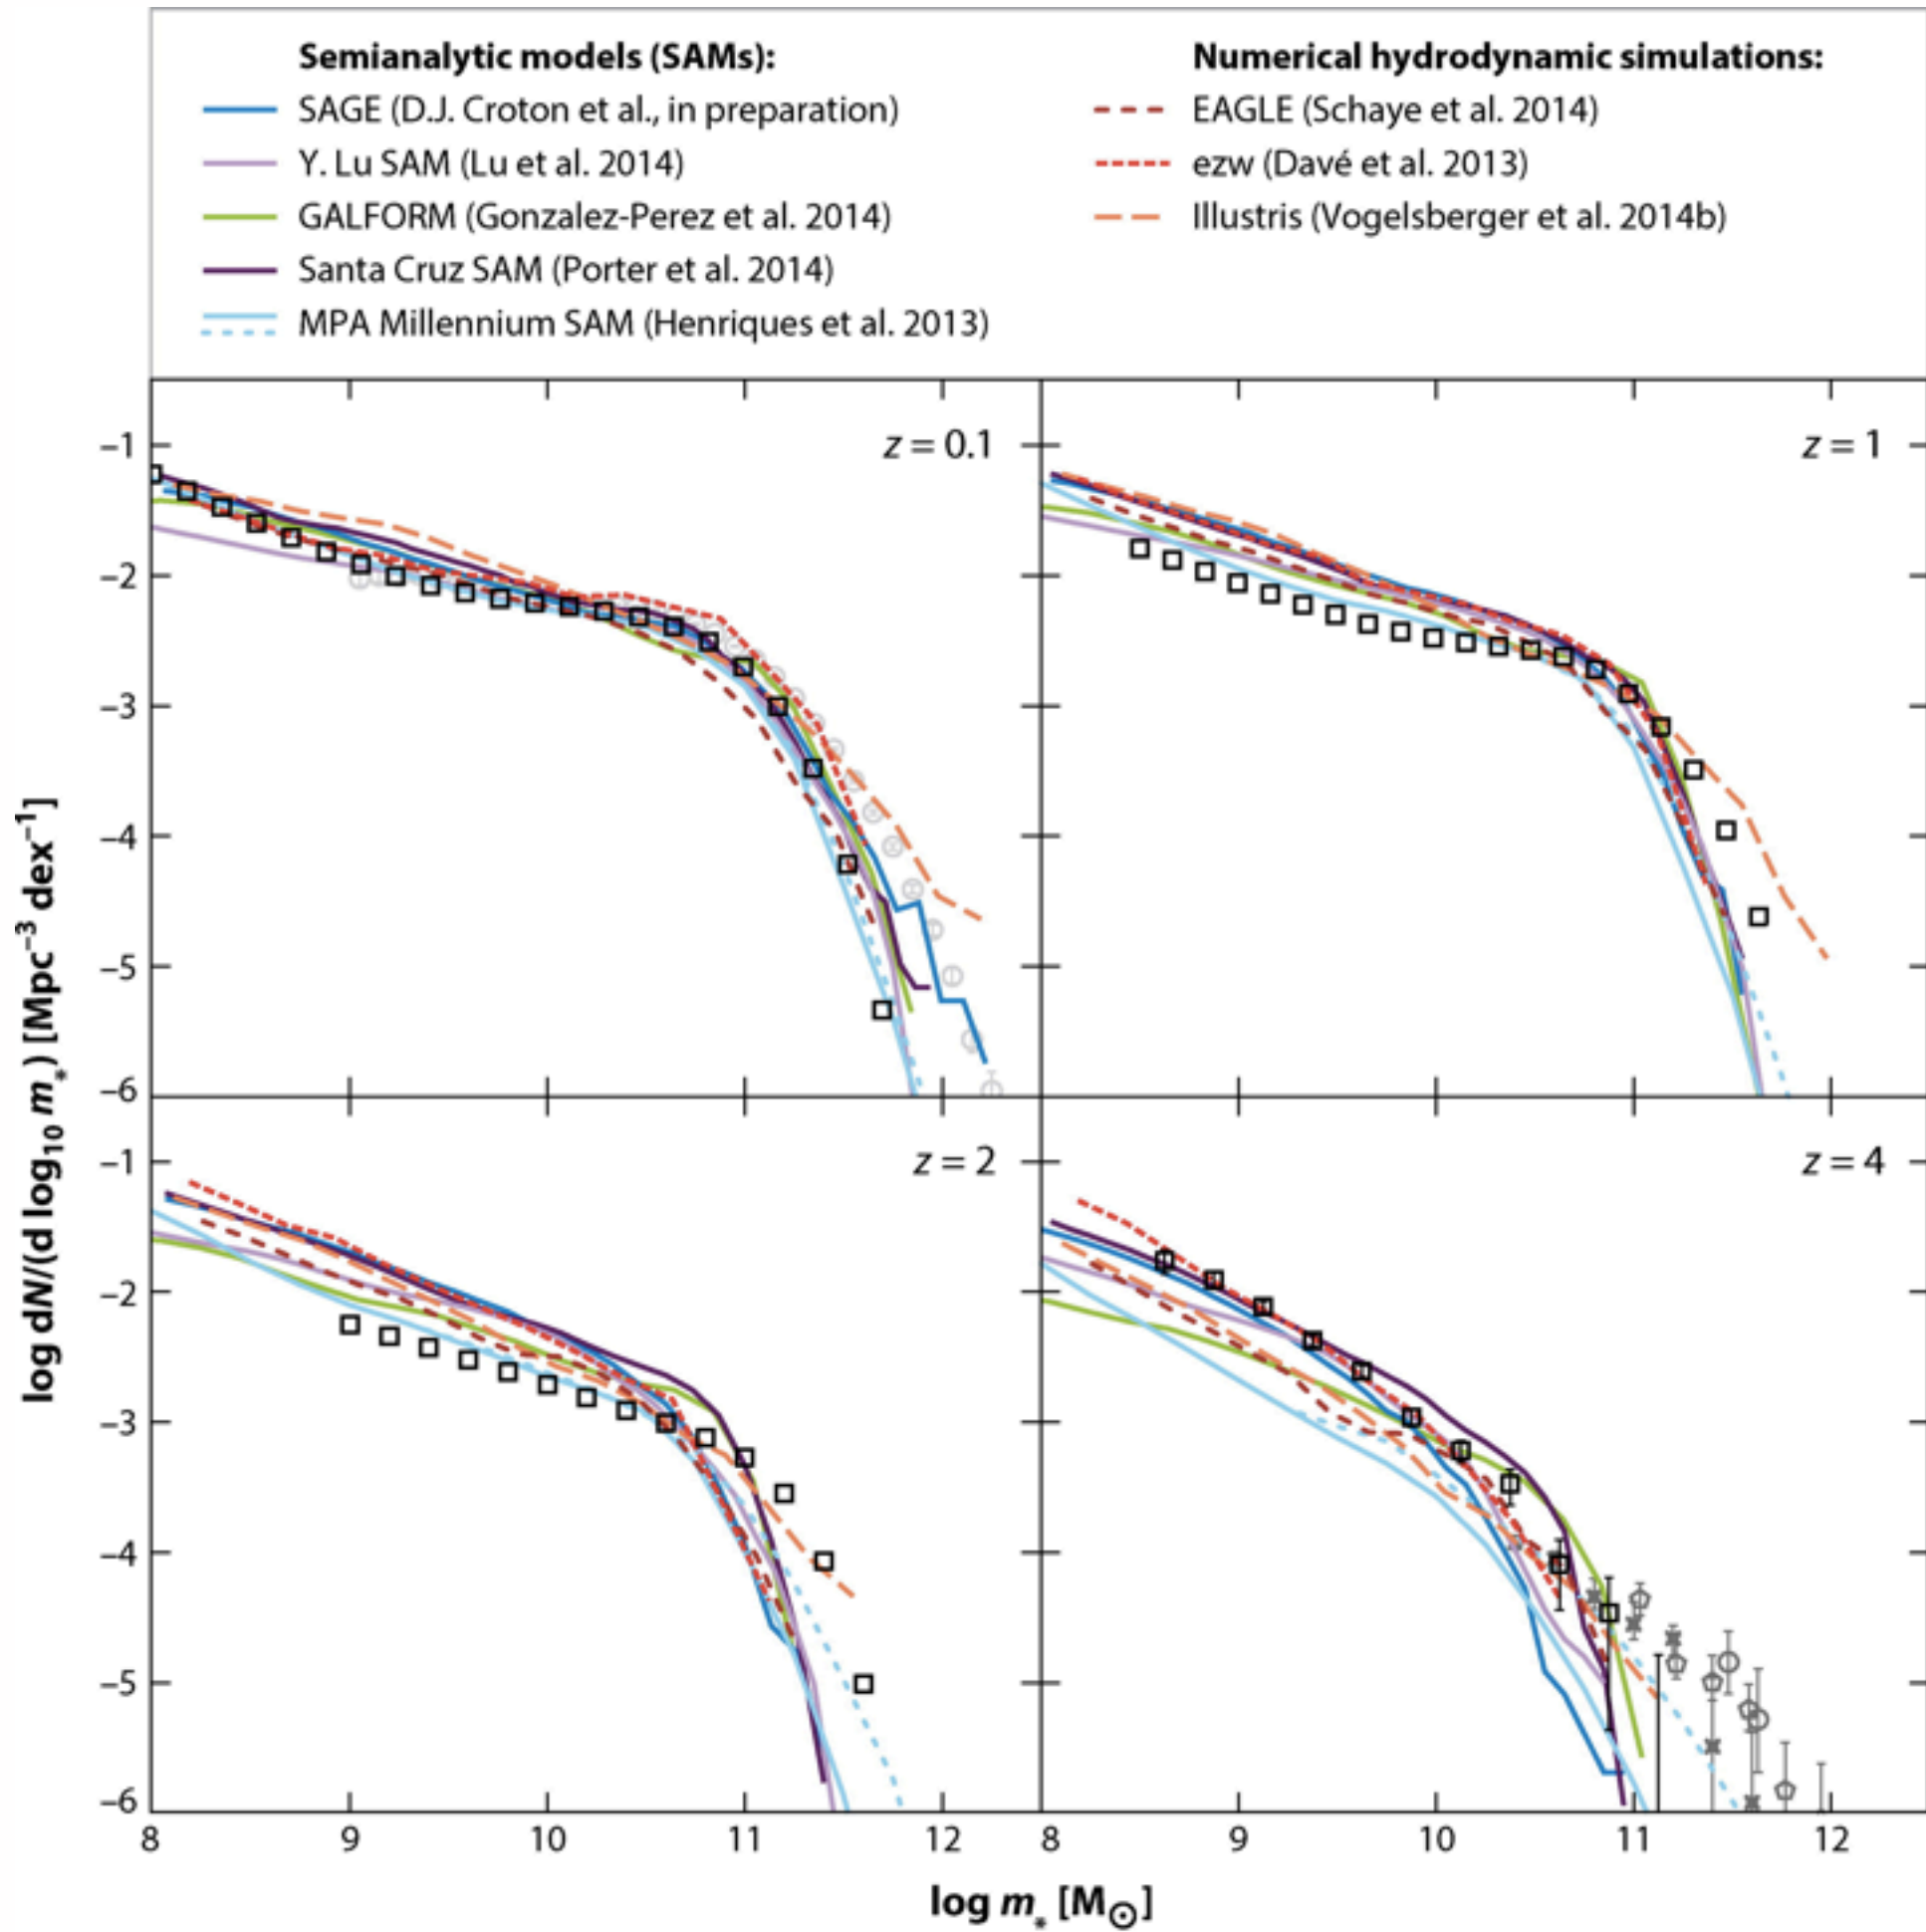 Semianalytic models (SAMs):
SAGE (D.J. Croton et al., in preparation)
Y. Lu SAM (Lu et al. 2014)
GALFORM (Gonzalez-Perez et al. 2014)
Santa Cruz SAM (Porter et al. 2014)
MPA Millennium SAM (Henriques et al. 2013)
Numerical hydrodynamic simulations:
EAGLE (Schaye et al. 2014)
ezw (Davé et al. 2013)
Illustris (Vogelsberger et al. 2014b)
z = 0.1
z = 1
–1
–2
–3
–4
–5
–6
z = 2
z = 4
–1
–2
–3
–4
–5
–6
8 9 10 11 12
8 9 10 11 12
log dN/(d log₁₀ m*) [Mpc⁻³ dex⁻¹]
log m* [M⊙]